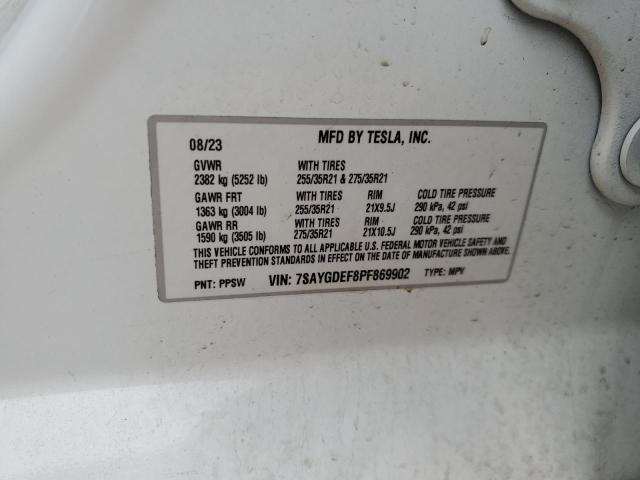 08/23 MFD BY TESLA, INC.
GVWR WITH TIRES
2382 kg (5252 lb) 255/35R21 & 275/35R21
GAWR FRT WITH TIRES RIM COLD TIRE PRESSURE
1363 kg (3004 lb) 255/35R21 21X9.5J 290 kPa, 42 psi
GAWR RR WITH TIRES RIM COLD TIRE PRESSURE
1590 kg (3505 lb) 275/35R21 21X10.5J 290 kPa, 42 psi
THIS VEHICLE CONFORMS TO ALL APPLICABLE U.S. FEDERAL MOTOR VEHICLE SAFETY AND
THEFT PREVENTION STANDARDS IN EFFECT ON THE DATE OF MANUFACTURE SHOWN ABOVE.
PNT: PPSW VIN: 7SAYGDEF8PF869902 TYPE: MPV